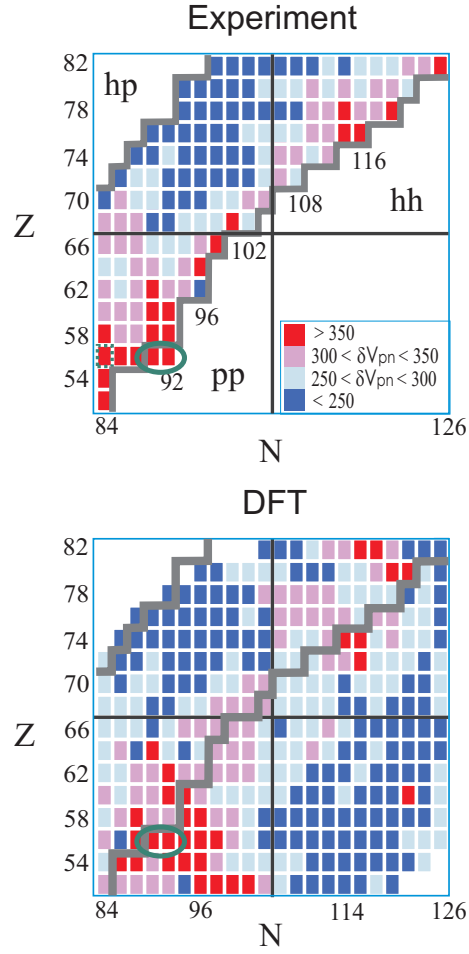 Experiment
82
hp
78
74
116
70
108
hh
Z
66
102
62
96
58
92
pp
54
> 350
300 < δVpn < 350
250 < δVpn < 300
< 250
84
126
N
DFT
82
78
74
70
Z
66
62
58
54
84
96
114
126
N